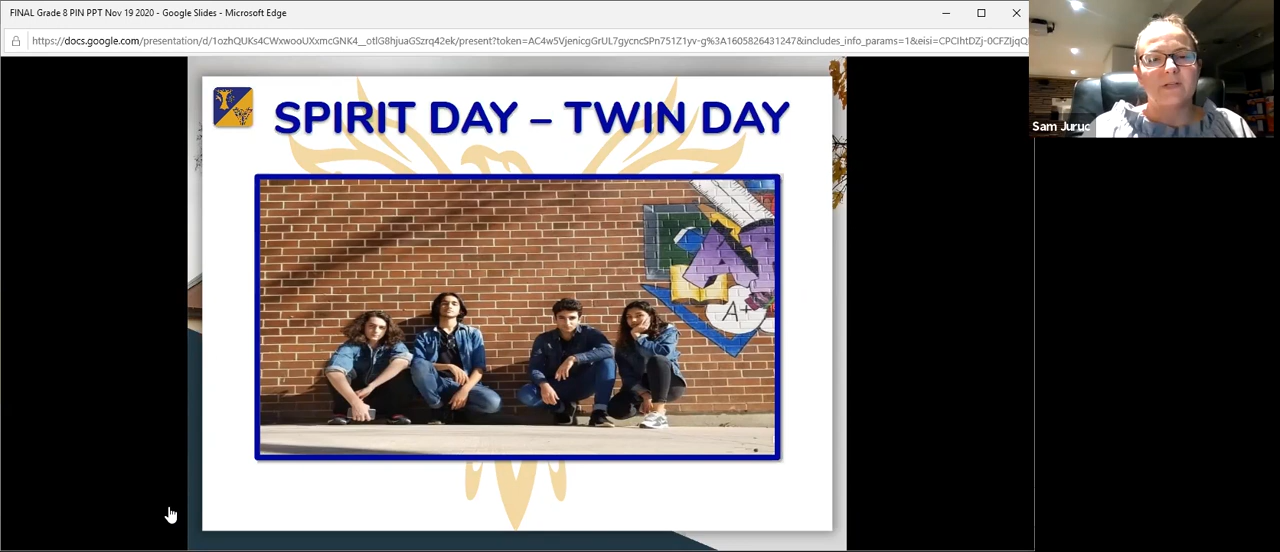 FINAL Grade 8 PIN PPT Nov 19 2020 - Google Slides - Microsoft Edge
SPIRIT DAY – TWIN DAY
A+
Sam Juruc